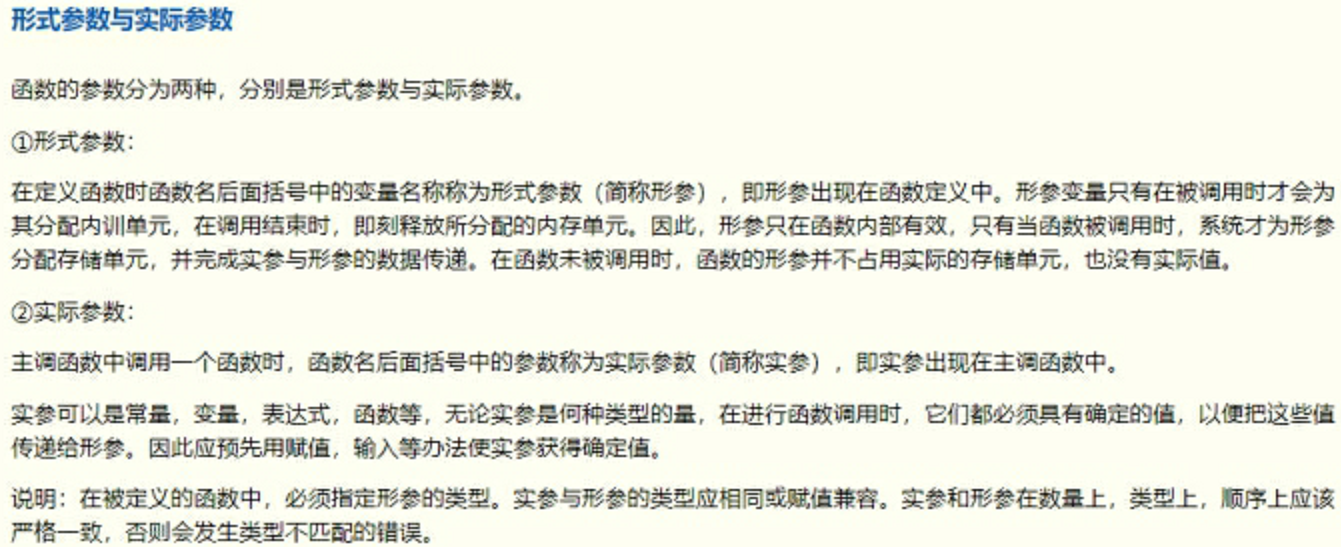 形式参数与实际参数
函数的参数分为两种，分别是形式参数与实际参数。
①形式参数：
在定义函数时函数名后面括号中的变量名称称为形式参数（简称形参），即形参出现在函数定义中。形参变量只有在被调用时才会为
其分配内训单元，在调用结束时，即刻释放所分配的内存单元。因此，形参只在函数内部有效，只有当函数被调用时，系统才为形参
分配存储单元，并完成实参与形参的数据传递。在函数未被调用时，函数的形参并不占用实际的存储单元，也没有实际值。
②实际参数：
主调函数中调用一个函数时，函数名后面括号中的参数称为实际参数（简称实参），即实参出现在主调函数中。
实参可以是常量，变量，表达式，函数等，无论实参是何种类型的量，在进行函数调用时，它们都必须具有确定的值，以便把这些值
传递给形参。因此应预先用赋值，输入等办法使实参获得确定值。
说明：在被定义的函数中，必须指定形参的类型。实参与形参的类型应相同或赋值兼容。实参和形参在数量上，类型上，顺序上应该
严格一致，否则会发生类型不匹配的错误。